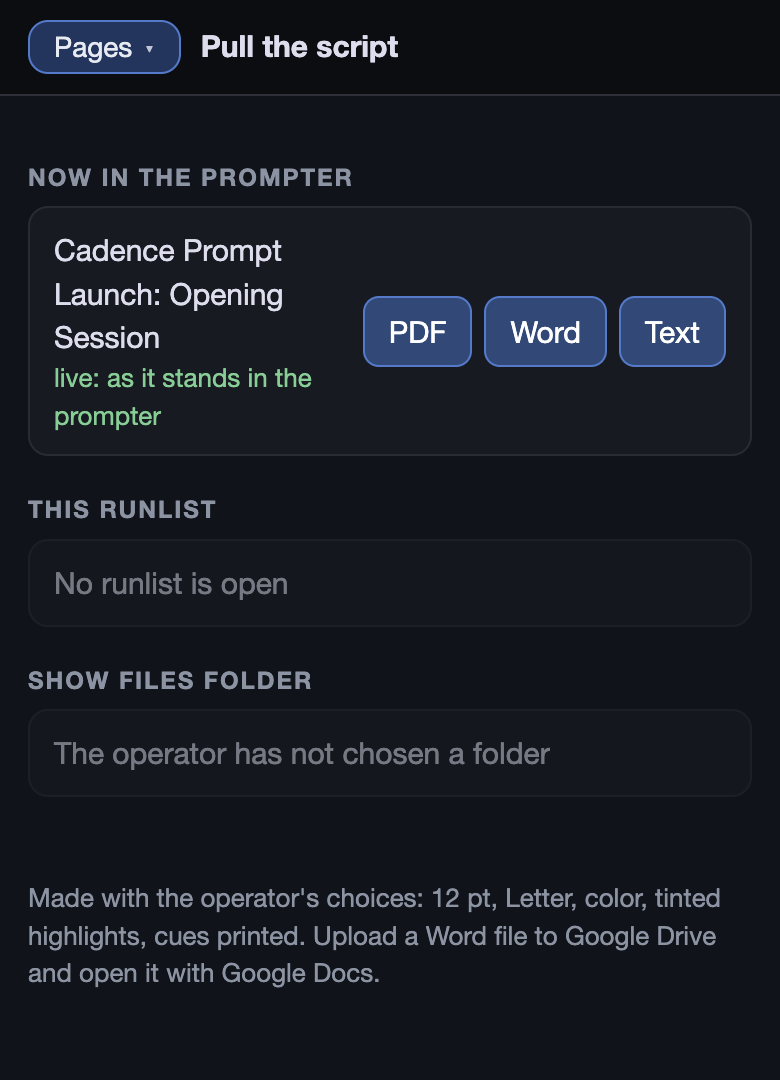 Pages ▾ Pull the script
NOW IN THE PROMPTER
Cadence Prompt
Launch: Opening
Session
live: as it stands in the
prompter
PDF Word Text
THIS RUNLIST
No runlist is open
SHOW FILES FOLDER
The operator has not chosen a folder
Made with the operator's choices: 12 pt, Letter, color, tinted
highlights, cues printed. Upload a Word file to Google Drive
and open it with Google Docs.